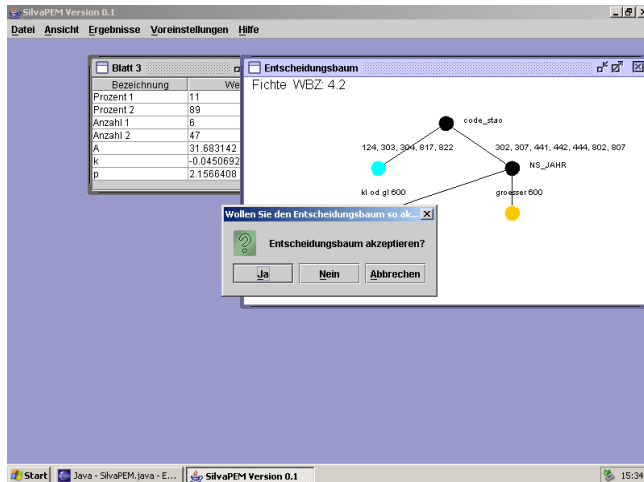 SilvaPEM Version 0.1
Datei Ansicht Ergebnisse Voreinstellungen Hilfe
Blatt 3
Bezeichnung We
Prozent 1 11
Prozent 2 89
Anzahl 1 6
Anzahl 2 47
A 31.683142
k -0.0450692
p 2.1566408
Entscheidungsbaum
Fichte WBZ: 4.2
code_stao
124, 303, 304, 817, 822 302, 307, 441, 442, 444, 802, 807
NS_JAHR
kl od gl 600 groesser 600
Wollen Sie den Entscheidungsbaum so ak...
Entscheidungsbaum akzeptieren?
Ja Nein Abbrechen
Start Java - SilvaPEM.java - E... SilvaPEM Version 0.1 15:34